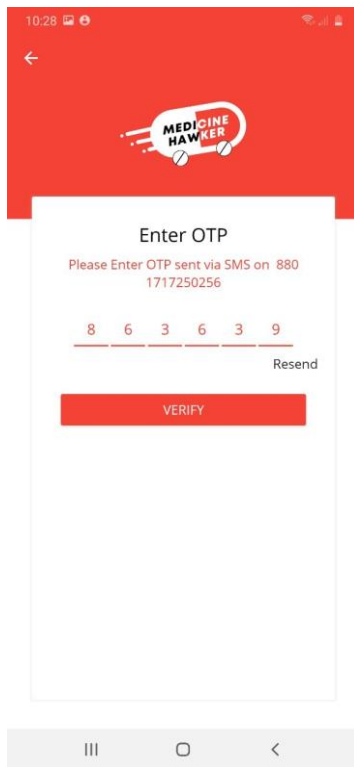 10:28
MEDICINE
HAWKER
Enter OTP
Please Enter OTP sent via SMS on 880
1717250256
8 6 3 6 3 9
Resend
VERIFY